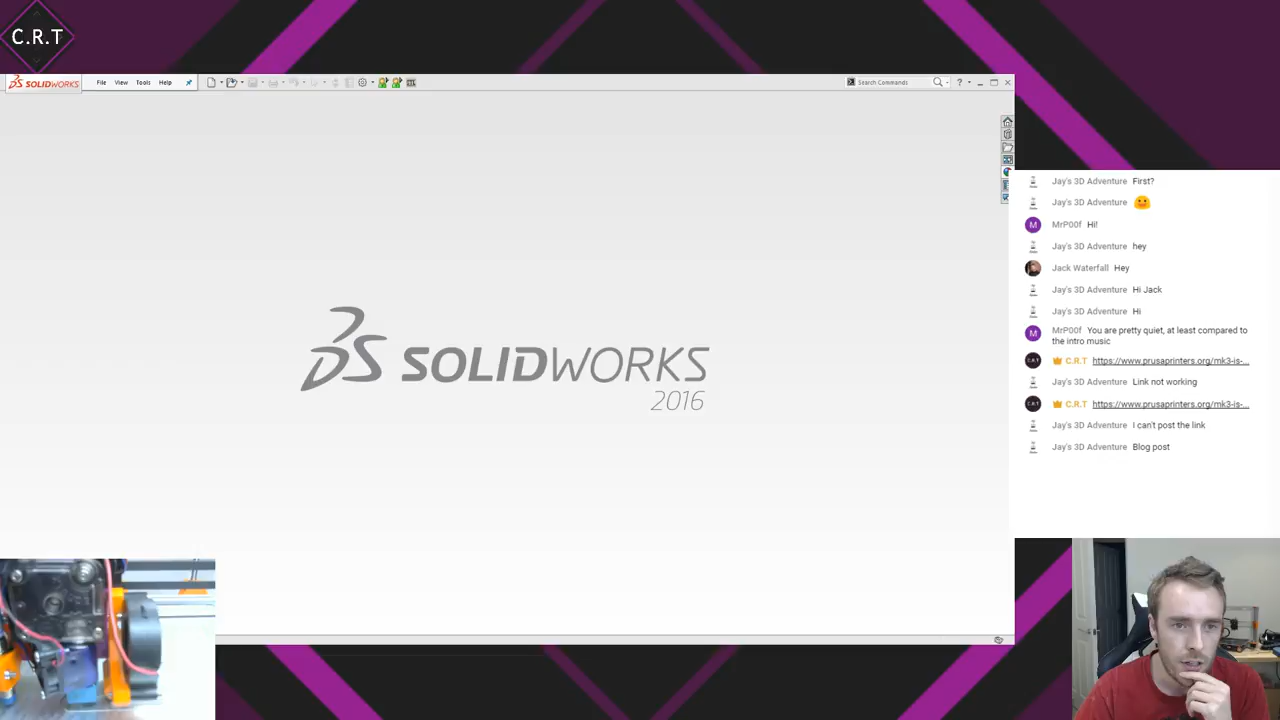 C.R.T
SOLIDWORKS
File View Tools Help
Search Commands
?
SOLIDWORKS
2016
Jay's 3D Adventure First?
Jay's 3D Adventure
M MrP00f Hi!
Jay's 3D Adventure hey
Jack Waterfall Hey
Jay's 3D Adventure Hi Jack
Jay's 3D Adventure Hi
M MrP00f You are pretty quiet, at least compared to
the intro music
C.R.T C.R.T https://www.prusaprinters.org/mk3-is-...
Jay's 3D Adventure Link not working
C.R.T C.R.T https://www.prusaprinters.org/mk3-is-...
Jay's 3D Adventure I can't post the link
Jay's 3D Adventure Blog post